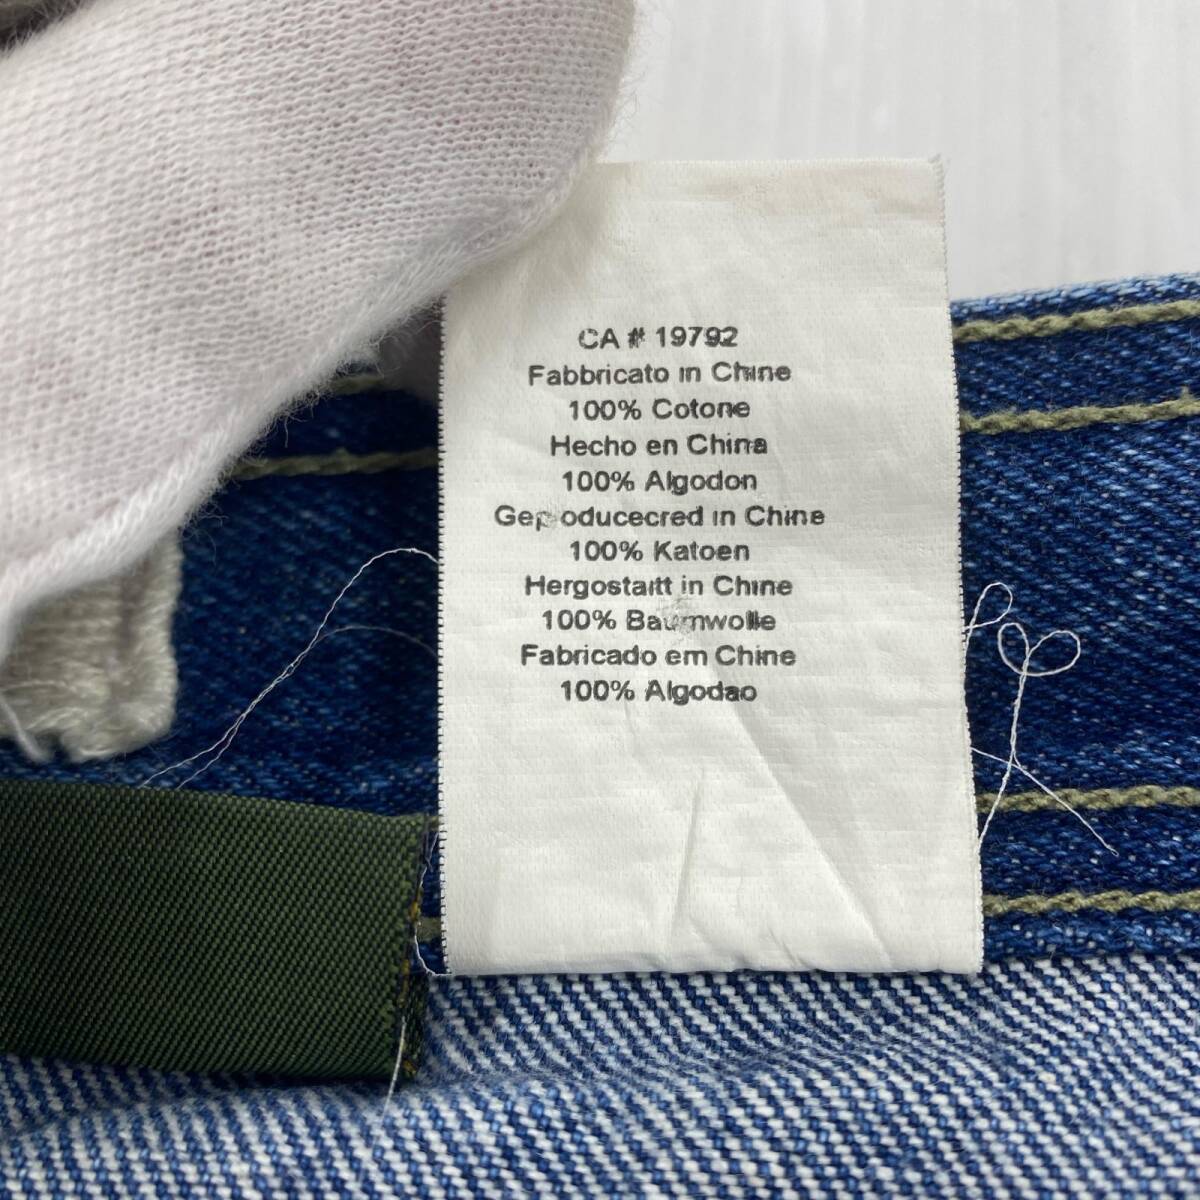 CA # 19792
Fabbricato in Chine
100% Cotone
Hecho en China
100% Algodon
Geproducecred in Chine
100% Katoen
Hergostaitt in Chine
100% Baumwolle
Fabricado em Chine
100% Algodao